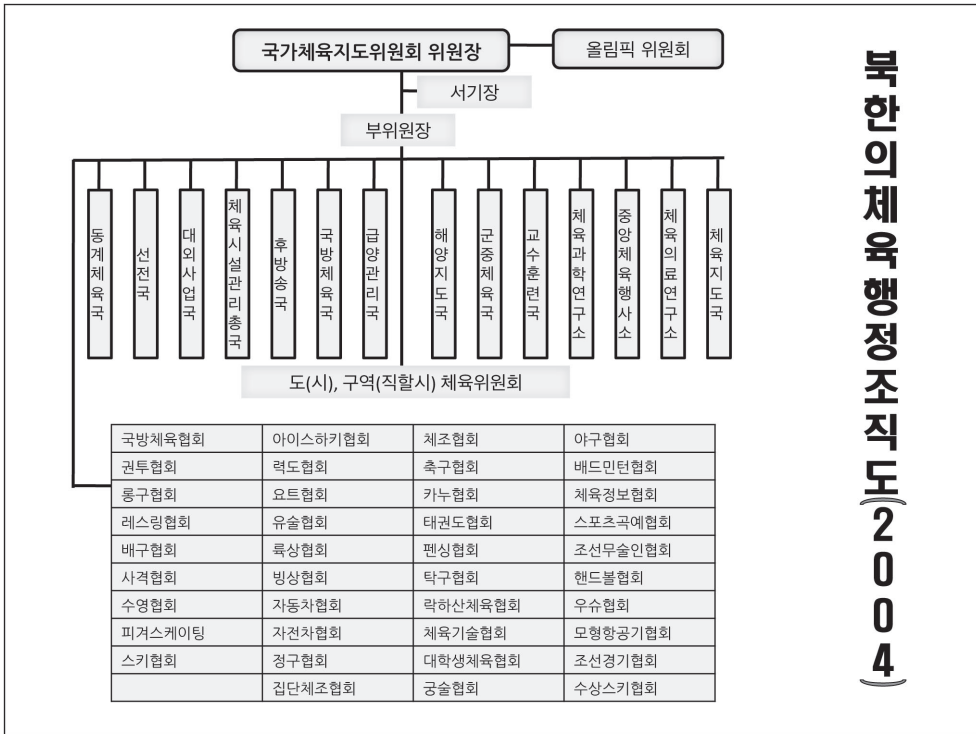 국가체육지도위원회 위원장
올림픽 위원회
서기장
부위원장
동계체육국
선전국
대외사업국
체육시설관리총국
후방송국
국방체육국
급양관리국
해양지도국
군중체육국
교수훈련국
체육과학연구소
중앙체육행사소
체육의료연구소
체육지도국
도(시), 구역(직할시) 체육위원회
국방체육협회 아이스하키협회 체조협회 야구협회
권투협회 력도협회 축구협회 배드민턴협회
롱구협회 요트협회 카누협회 체육정보협회
레스링협회 유술협회 태권도협회 스포츠곡예협회
배구협회 륙상협회 펜싱협회 조선무술인협회
사격협회 빙상협회 탁구협회 핸드볼협회
수영협회 자동차협회 락하산체육협회 우슈협회
피겨스케이팅 자전차협회 체육기술협회 모형항공기협회
스키협회 정구협회 대학생체육협회 조선경기협회
집단체조협회 궁술협회 수상스키협회
북한의체육행정조직도(2004)